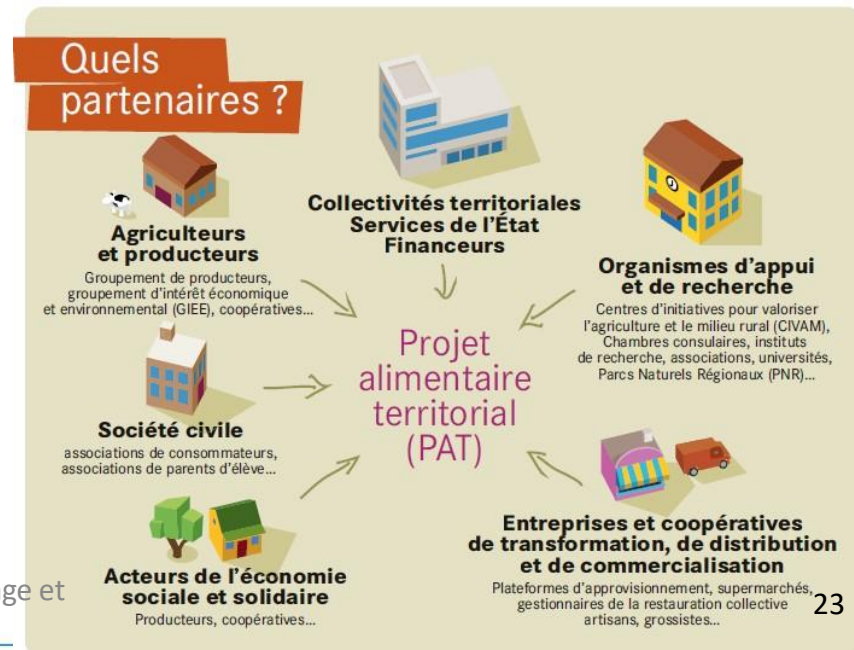 Quels
partenaires ?
Collectivités territoriales
Services de l'État
Financeurs
Agriculteurs
et producteurs
Groupement de producteurs,
groupement d'intérêt économique
et environnemental (GIEE), coopératives...
Organismes d'appui
et de recherche
Centres d'initiatives pour valoriser
l'agriculture et le milieu rural (CIVAM),
Chambres consulaires, instituts
de recherche, associations, universités,
Parcs Naturels Régionaux (PNR)...
Projet
alimentaire
territorial
(PAT)
Société civile
associations de consommateurs,
associations de parents d'élève...
Acteurs de l'économie
sociale et solidaire
Producteurs, coopératives...
Entreprises et coopératives
de transformation, de distribution
et de commercialisation
Plateformes d'approvisionnement, supermarchés,
gestionnaires de la restauration collective
artisans, grossistes...
et
23